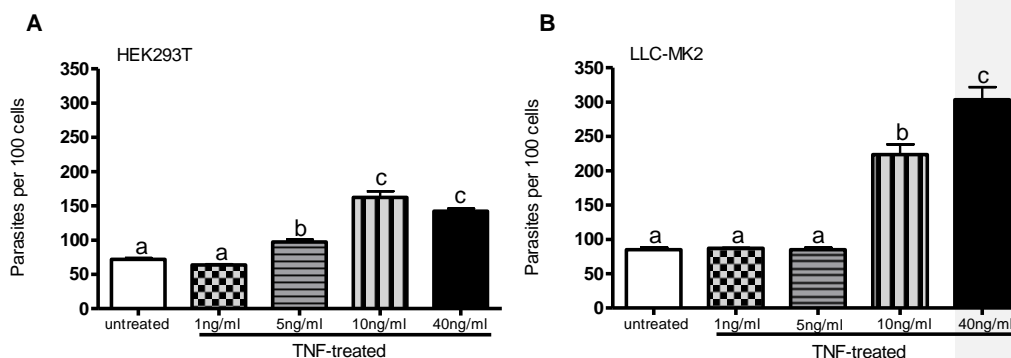 A
HEK293T
Parasites per 100 cells
350
300
250
200
150
100
50
0
a
a
b
c
c
untreated
1ng/ml
5ng/ml
10ng/ml
40ng/ml
TNF-treated
B
LLC-MK2
Parasites per 100 cells
350
300
250
200
150
100
50
0
a
a
a
b
c
untreated
1ng/ml
5ng/ml
10ng/ml
40ng/ml
TNF-treated